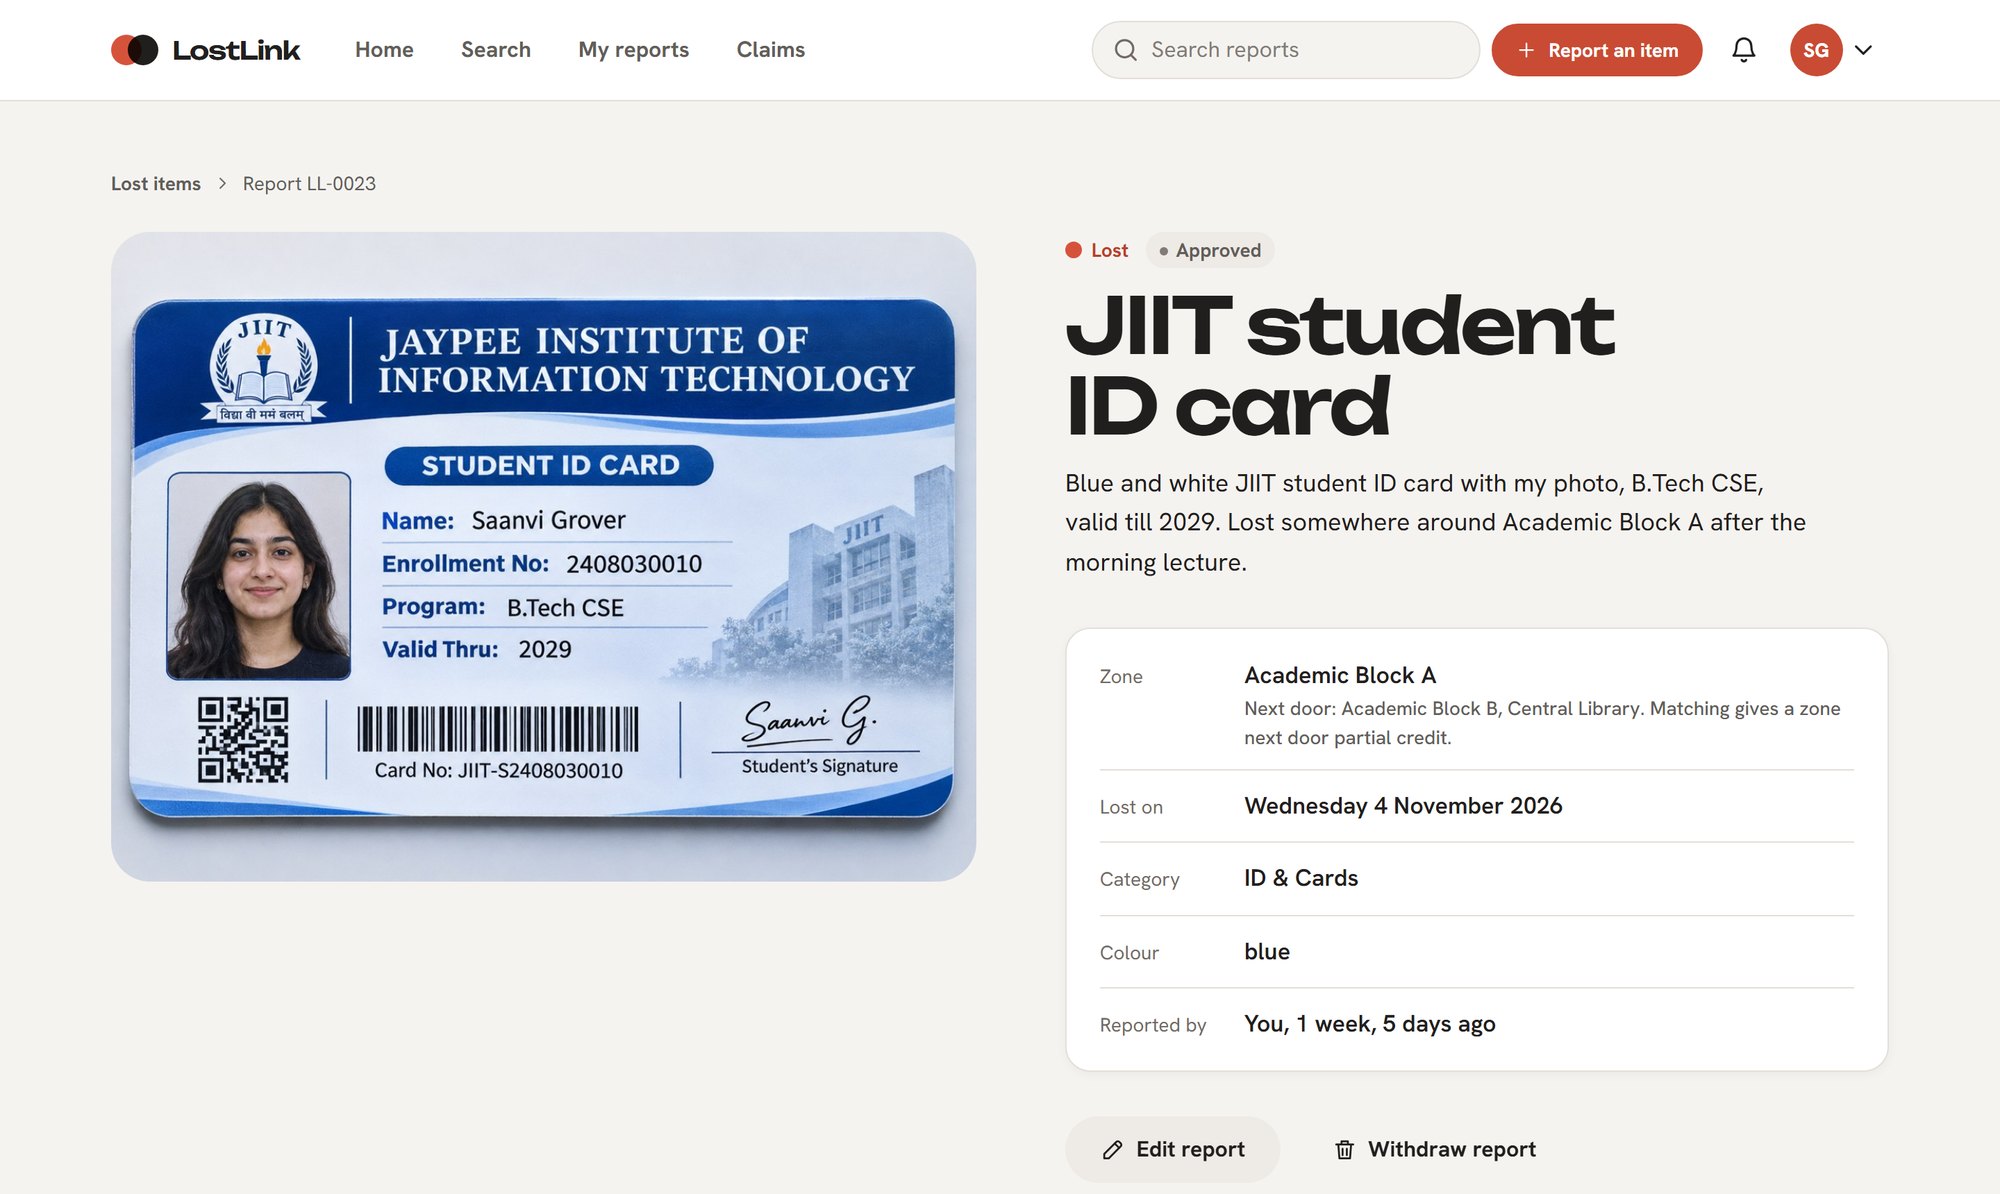 LostLink
Home
Search
My reports
Claims
Search reports
Report an item
SG
Lost items
Report LL-0023
JIIT
विद्या वी ममं बलम्
JAYPEE INSTITUTE OF
INFORMATION TECHNOLOGY
STUDENT ID CARD
Name: Saanvi Grover
Enrollment No: 2408030010
Program: B.Tech CSE
Valid Thru: 2029
JIIT
Card No: JIIT-S2408030010
Saanvi G.
Student's Signature
Lost
Approved
JIIT student
ID card
Blue and white JIIT student ID card with my photo, B.Tech CSE,
valid till 2029. Lost somewhere around Academic Block A after the
morning lecture.
Zone
Academic Block A
Next door: Academic Block B, Central Library. Matching gives a zone
next door partial credit.
Lost on
Wednesday 4 November 2026
Category
ID & Cards
Colour
blue
Reported by
You, 1 week, 5 days ago
Edit report
Withdraw report